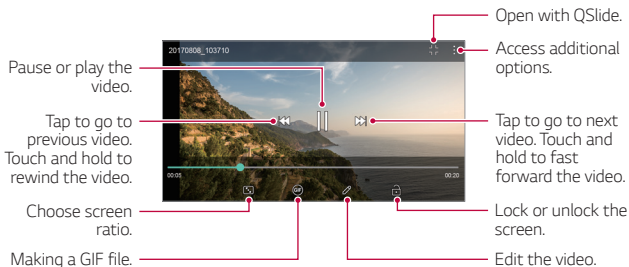 Open with QSlide.
20170808_103710
Access additional
options.
Pause or play the
video.
Tap to go to
previous video.
Touch and hold to
rewind the video.
Tap to go to next
video. Touch and
hold to fast
forward the video.
00:05
00:20
GIF
Choose screen
ratio.
Lock or unlock the
screen.
Making a GIF file.
Edit the video.